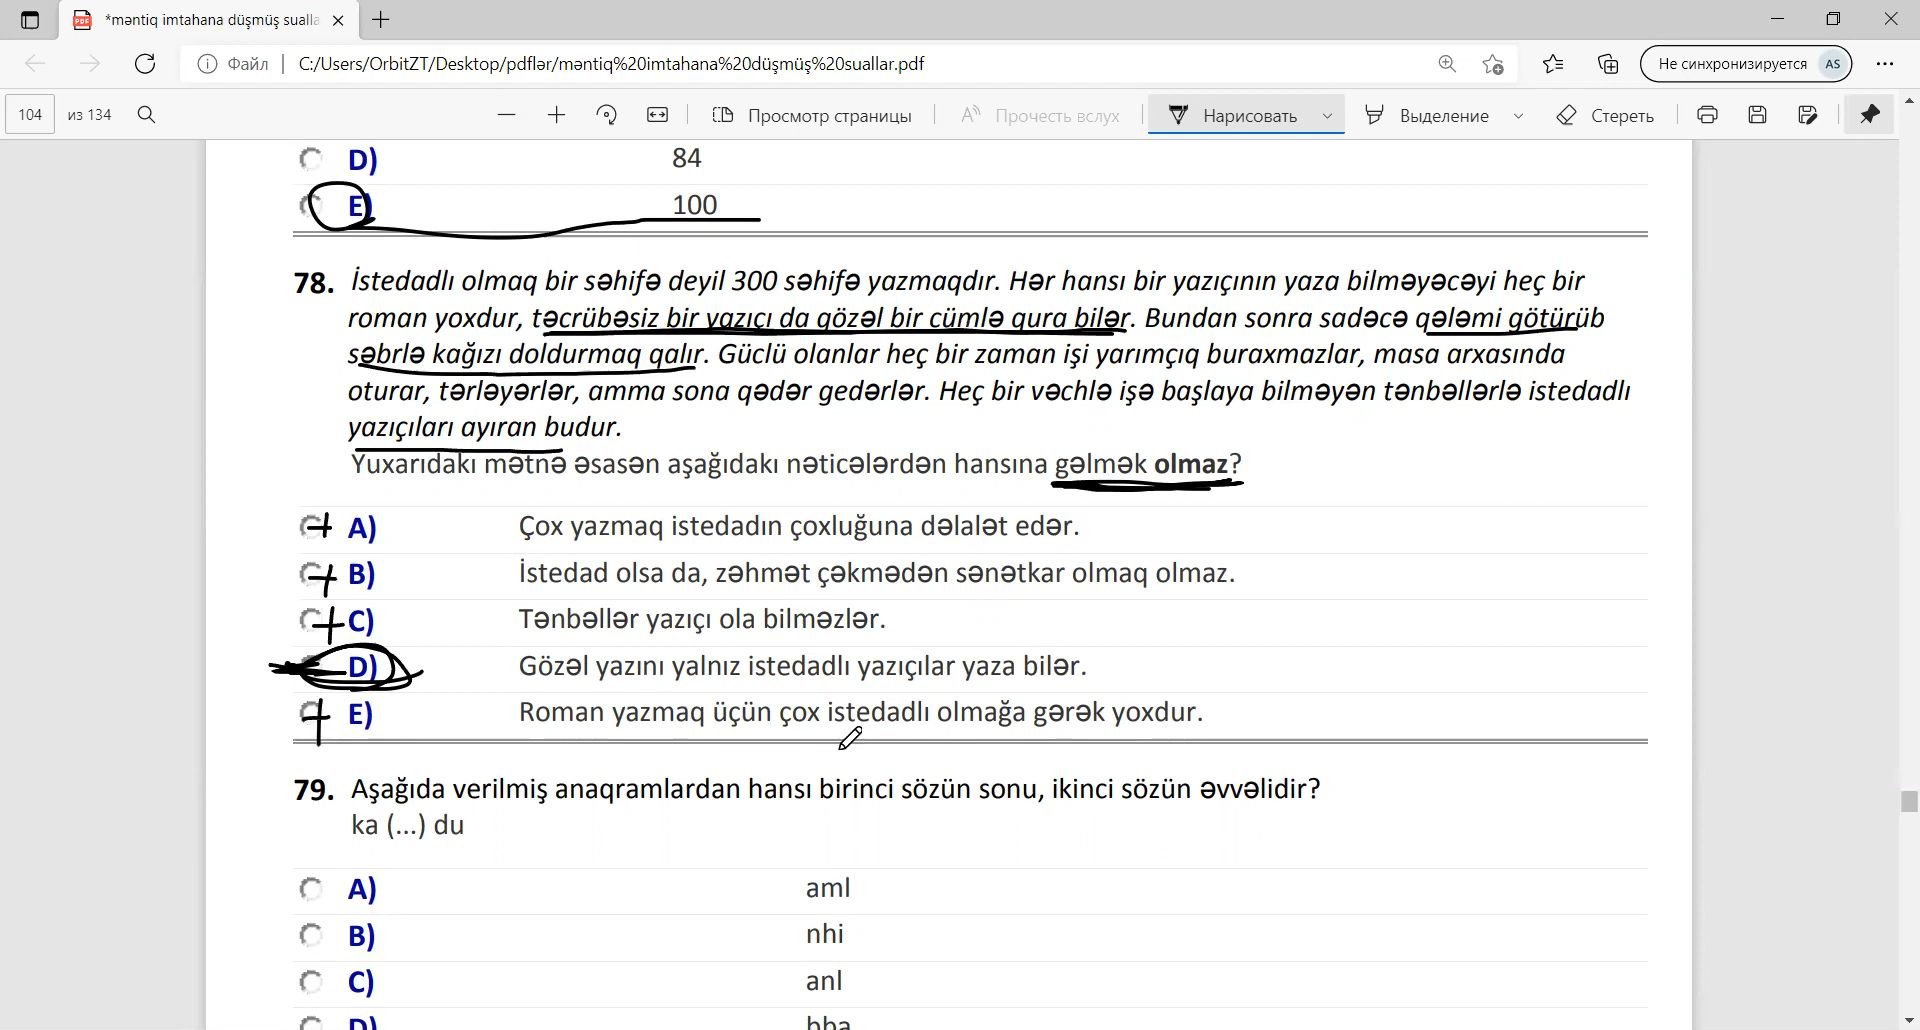 *məntiq imtahana düşmüş sualla
Файл
C:/Users/OrbitZT/Desktop/pdflər/məntiq%20imtahana%20düşmüş%20suallar.pdf
Не синхронизируется AS
104 из 134
Просмотр страницы
Прочесть вслух
Нарисовать
Выделение
Стереть
D) 84
E) 100
78. İstedadlı olmaq bir səhifə deyil 300 səhifə yazmaqdır. Hər hansı bir yazıçının yaza bilməyəcəyi heç bir
roman yoxdur, təcrübəsiz bir yazıçı da gözəl bir cümlə qura bilər. Bundan sonra sadəcə qələmi götürüb
səbrlə kağızı doldurmaq qalır. Güclü olanlar heç bir zaman işi yarımçıq buraxmazlar, masa arxasında
oturar, tərləyərlər, amma sona qədər gedərlər. Heç bir vəchlə işə başlaya bilməyən tənbəllərlə istedadlı
yazıçıları ayıran budur.
Yuxarıdakı mətnə əsasən aşağıdakı nəticələrdən hansına gəlmək olmaz?
A) Çox yazmaq istedadın çoxluğuna dəlalət edər.
B) İstedad olsa da, zəhmət çəkmədən sənətkar olmaq olmaz.
C) Tənbəllər yazıçı ola bilməzlər.
D) Gözəl yazını yalnız istedadlı yazıçılar yaza bilər.
E) Roman yazmaq üçün çox istedadlı olmağa gərək yoxdur.
79. Aşağıda verilmiş anaqramlardan hansı birinci sözün sonu, ikinci sözün əvvəlidir?
ka (...) du
A) aml
B) nhi
C) anl
D) bba